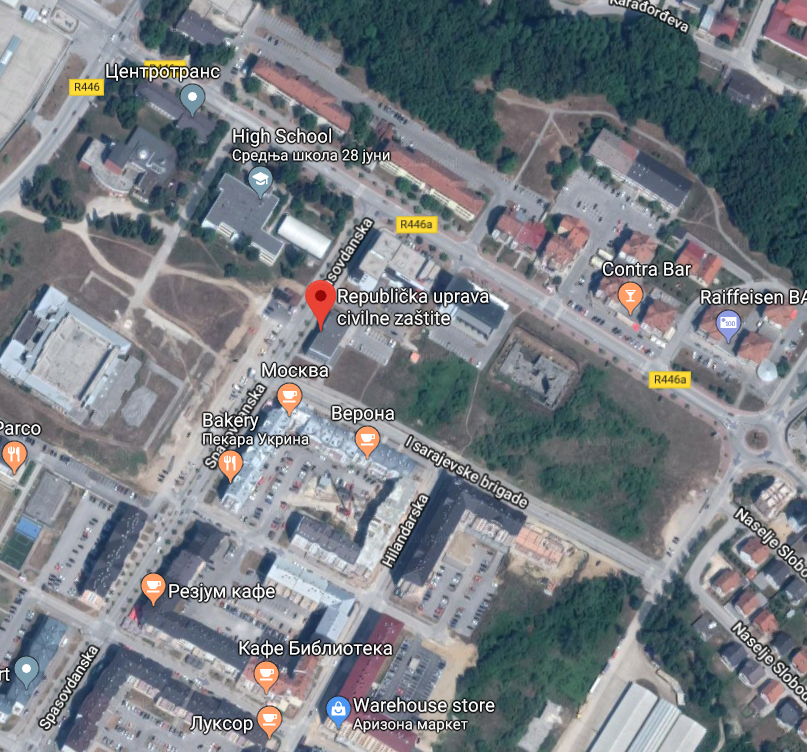 Karađorđeva
Центротранс
R446
High School
Средња школа 28 јуни
R446a
Contra Bar
Raiffeisen BA
Republička uprava
civilne zaštite
R446a
Москва
Верона
Bakery
Пекара Укрина
Spasovdanska
Parco
I sarajevske brigade
Hilandarska
Naselje Slobo
Резјум кафе
Naselje Slobo
Кафе Библиотека
rt
Spasovdanska
Луксор
Warehouse store
Аризона маркет